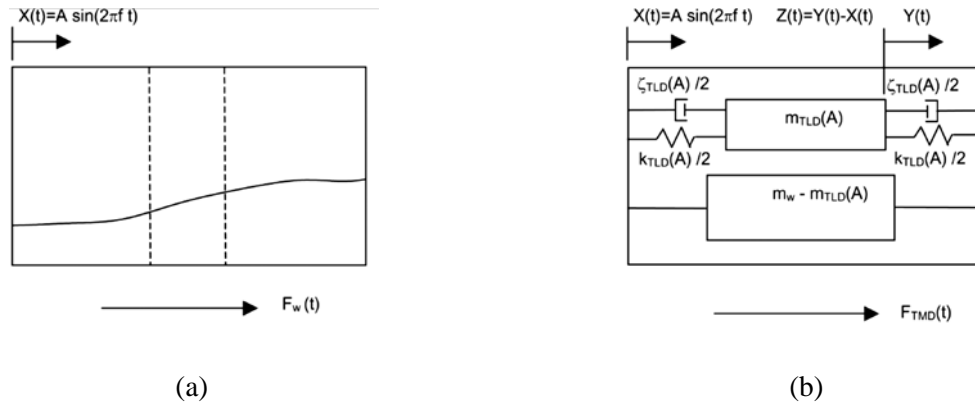 X(t)=A sin(2πf t)
F_w(t)
(a)
X(t)=A sin(2πf t) Z(t)=Y(t)-X(t) Y(t)
ζ_TLD(A) /2 ζ_TLD(A) /2
m_TLD(A)
k_TLD(A) /2 k_TLD(A) /2
m_w - m_TLD(A)
F_TMD(t)
(b)